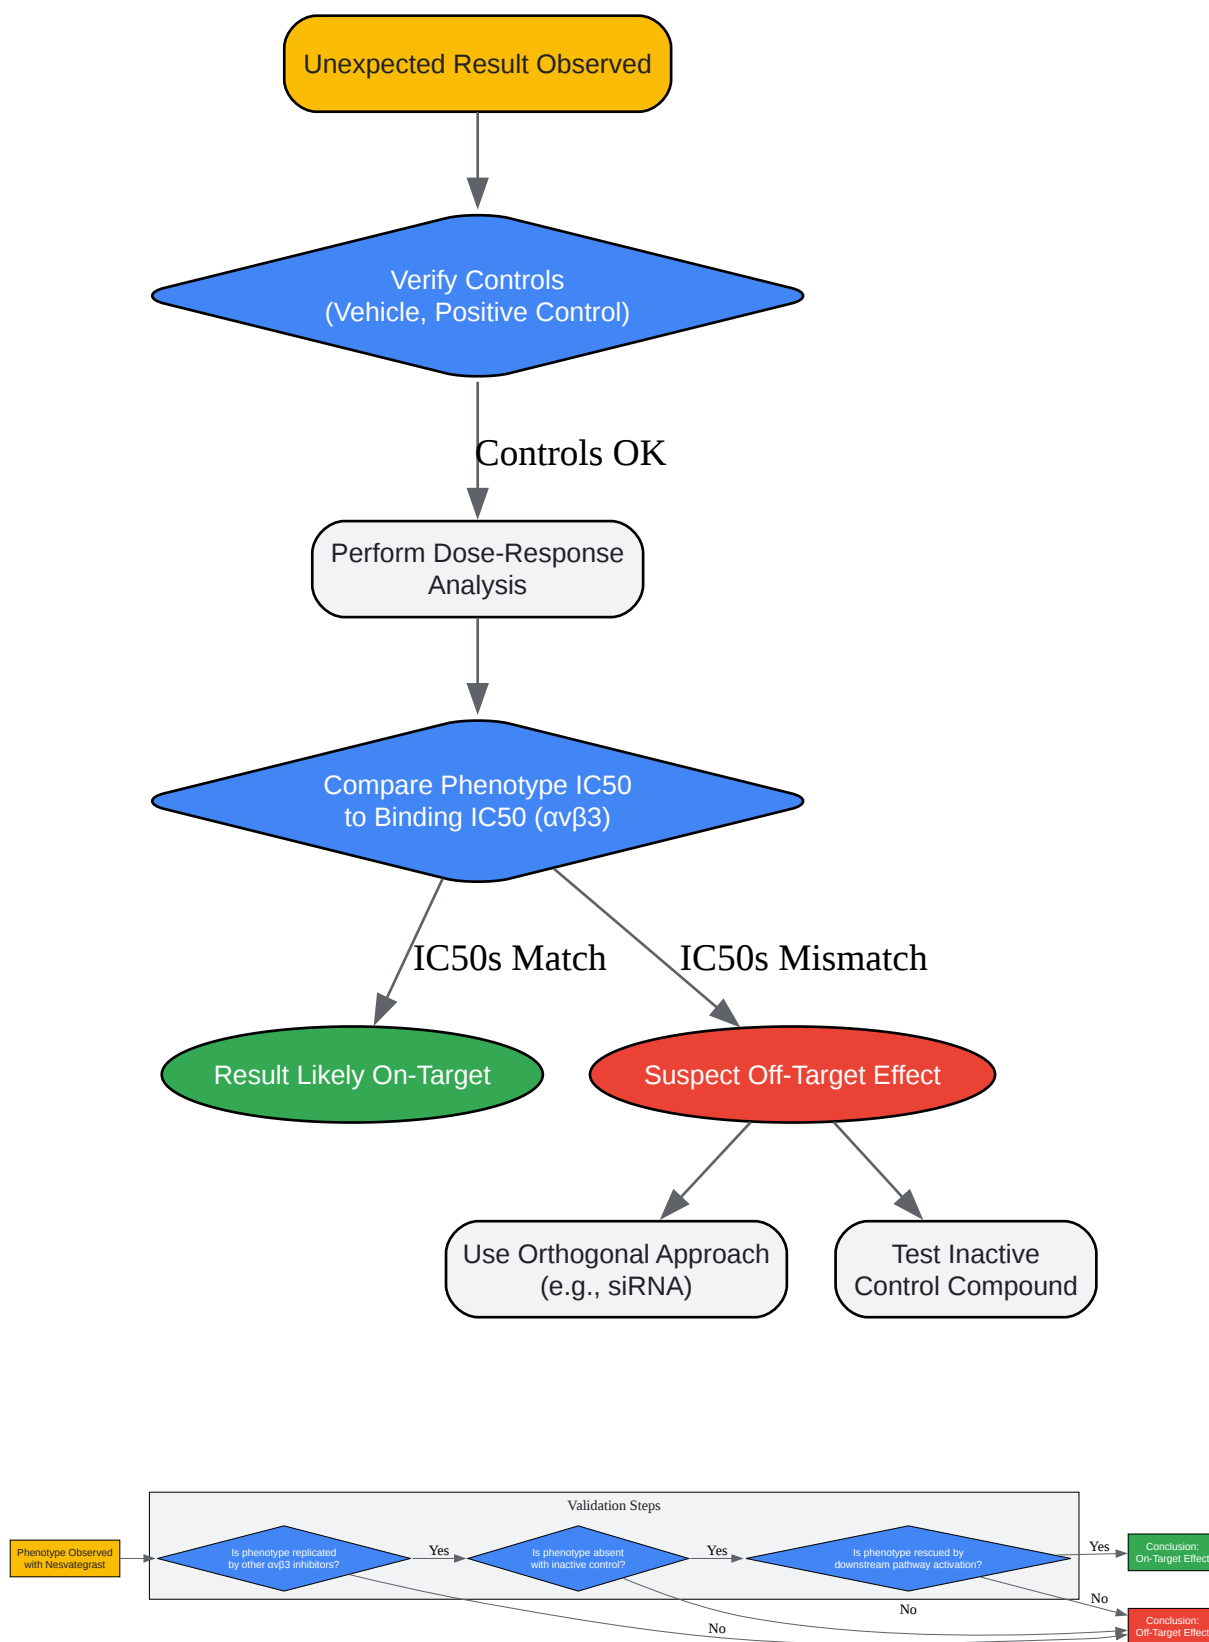 Unexpected Result Observed
Verify Controls
(Vehicle, Positive Control)
Controls OK
Perform Dose-Response
Analysis
Compare Phenotype IC50
to Binding IC50 (αvβ3)
IC50s Match
IC50s Mismatch
Result Likely On-Target
Suspect Off-Target Effect
Use Orthogonal Approach
(e.g., siRNA)
Test Inactive
Control Compound
Validation Steps
Phenotype Observed
with Nesvategrast
Is phenotype replicated
by other αvβ3 inhibitors?
Yes
Is phenotype absent
with inactive control?
Yes
Is phenotype rescued by
downstream pathway activation?
Yes
Conclusion:
On-Target Effect
No
No
No
Conclusion:
Off-Target Effect